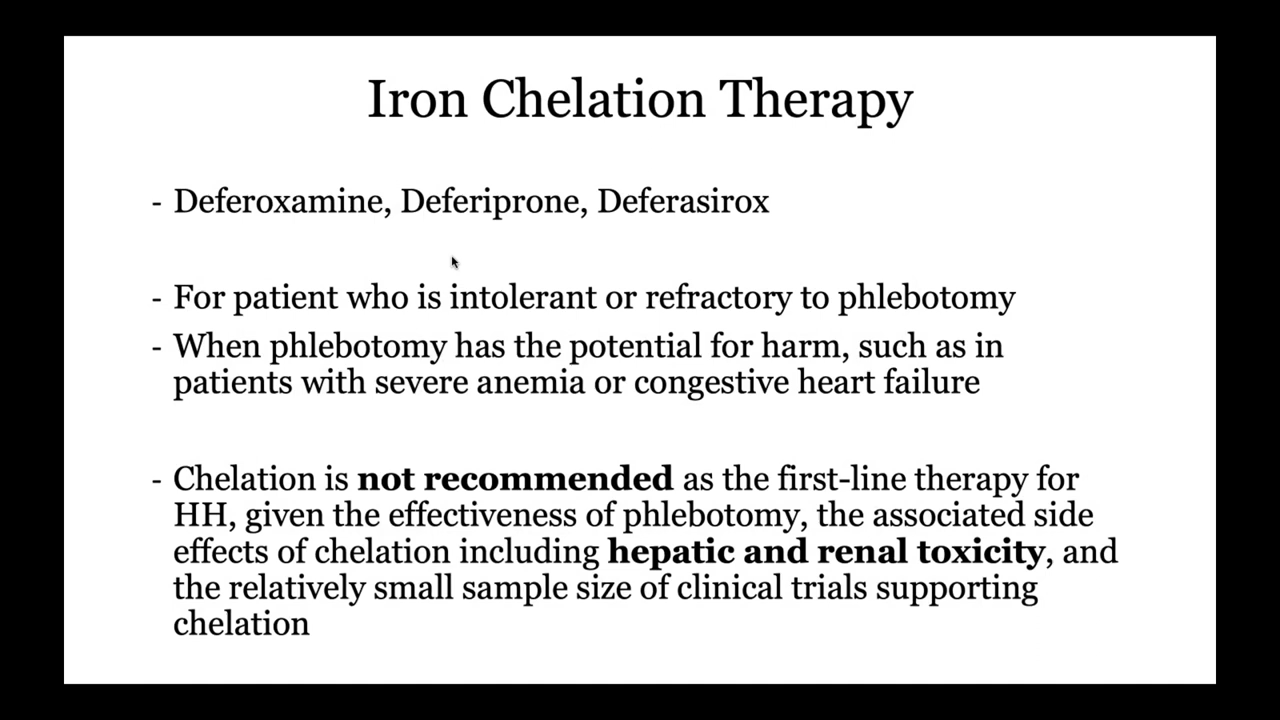 Iron Chelation Therapy
- Deferoxamine, Deferiprone, Deferasirox
- For patient who is intolerant or refractory to phlebotomy
- When phlebotomy has the potential for harm, such as in
patients with severe anemia or congestive heart failure
- Chelation is not recommended as the first-line therapy for
HH, given the effectiveness of phlebotomy, the associated side
effects of chelation including hepatic and renal toxicity, and
the relatively small sample size of clinical trials supporting
chelation